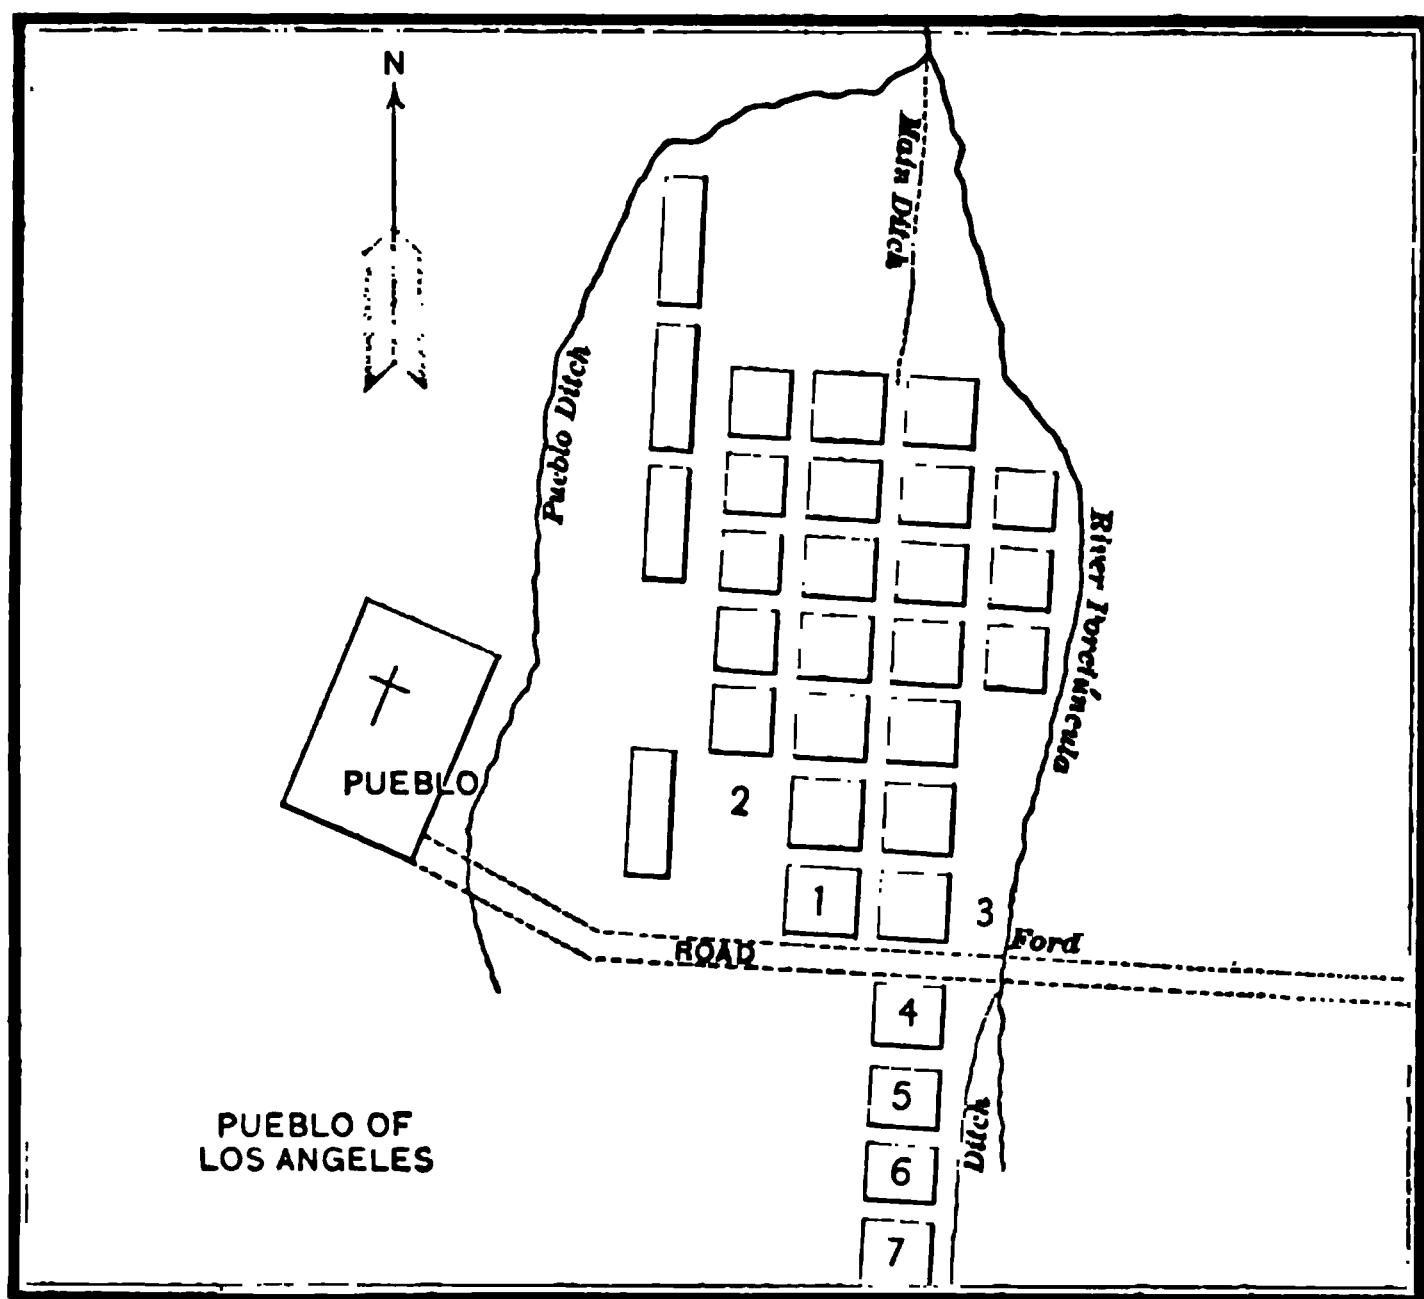 N
Main Ditch
Pueblo Ditch
River Porciúncula
PUEBLO
2
1
3
Ford
ROAD
4
5
Ditch
6
7
PUEBLO OF
LOS ANGELES